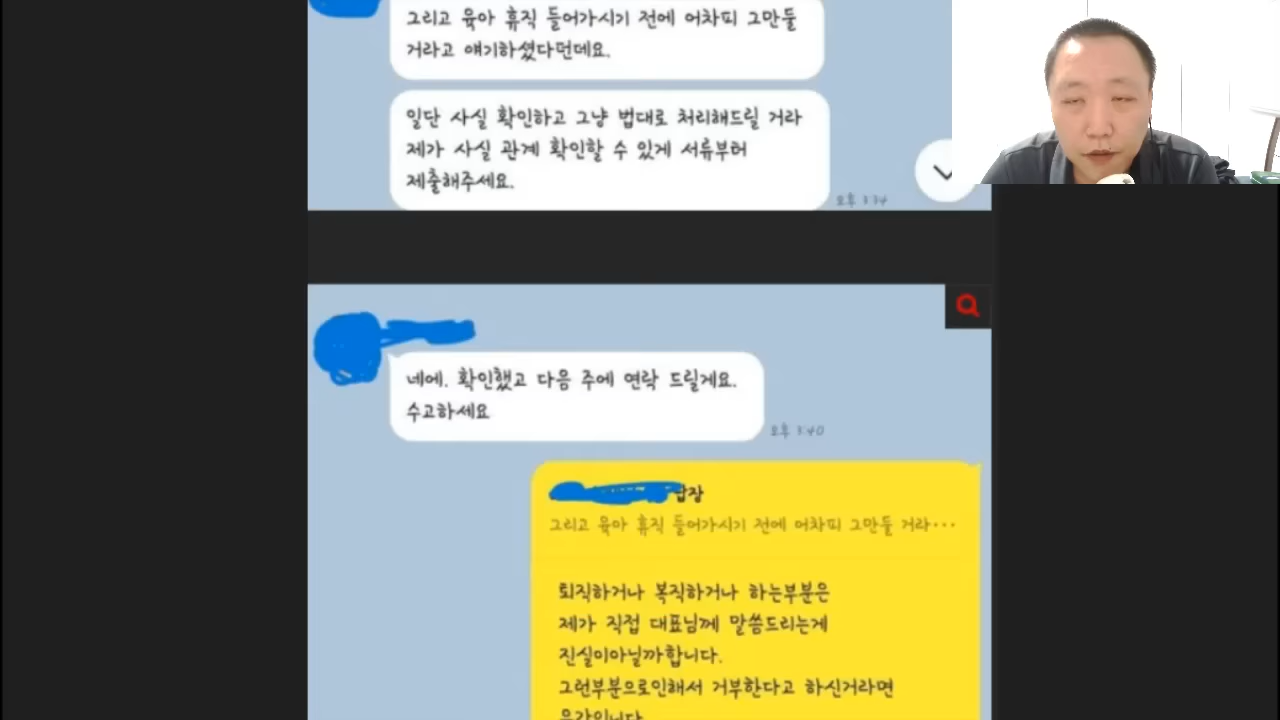 그리고 육아 휴직 들어가시기 전에 어차피 그만둘
거라고 얘기하셨다던데요.
일단 사실 확인하고 그냥 법대로 처리해드릴 거라
제가 사실 관계 확인할 수 있게 서류부터
제출해주세요.
오후 3:34
네에. 확인했고 다음 주에 연락 드릴게요.
수고하세요
오후 3:40
답장
그리고 육아 휴직 들어가시기 전에 어차피 그만둘 거라···
퇴직하거나 복직하거나 하는부분은
제가 직접 대표님께 말씀드리는게
진실이아닐까합니다.
그런부분으로인해서 거부한다고 하신거라면